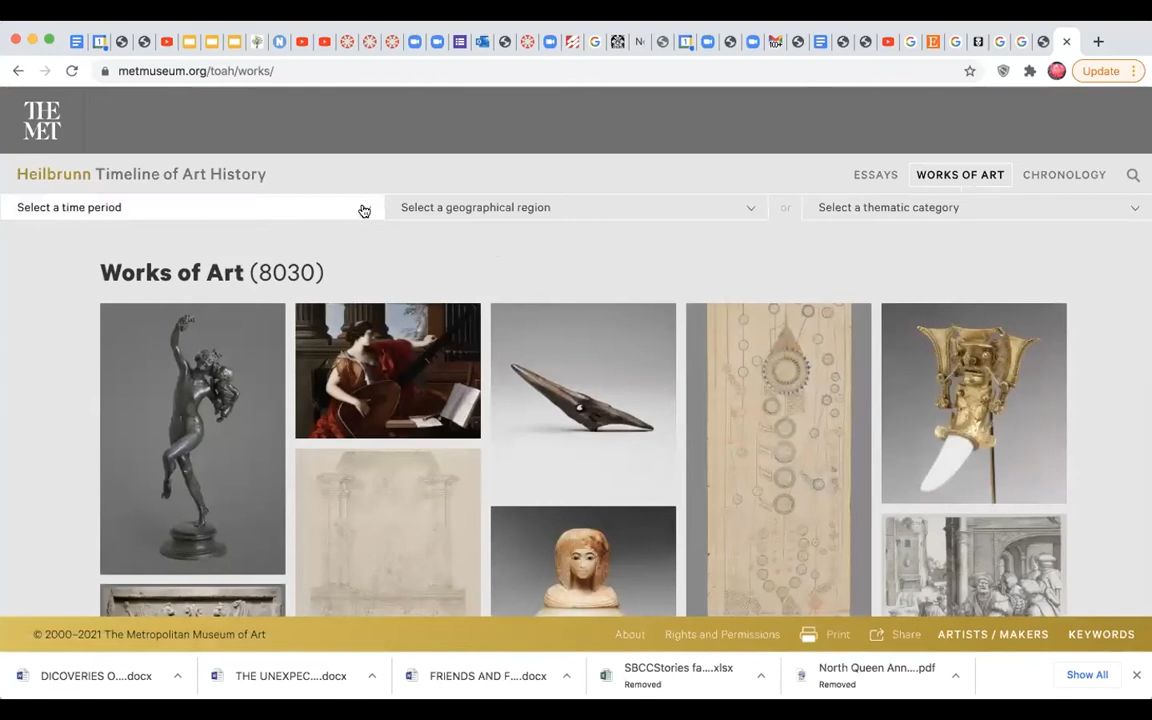 metmuseum.org/toah/works/
Update
THE MET
Heilbrunn Timeline of Art History
ESSAYS
WORKS OF ART
CHRONOLOGY
Select a time period
Select a geographical region
or
Select a thematic category
Works of Art (8030)
© 2000–2021 The Metropolitan Museum of Art
About
Rights and Permissions
Print
Share
ARTISTS / MAKERS
KEYWORDS
DICOVERIES O....docx
THE UNEXPEC....docx
FRIENDS AND F....docx
SBCCStories fa....xlsx
Removed
North Queen Ann....pdf
Removed
Show All